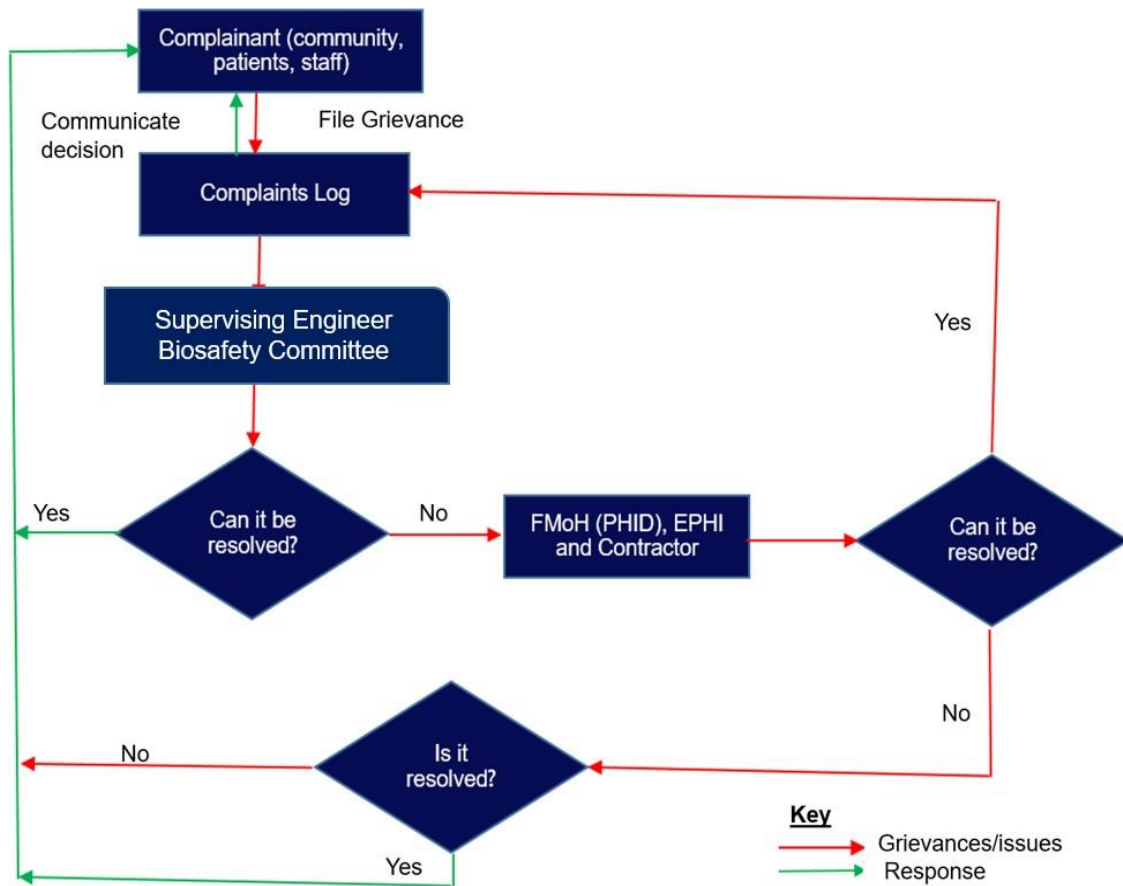 Complainant (community,
patients, staff)
Communicate
decision
File Grievance
Complaints Log
Supervising Engineer
Biosafety Committee
Yes
Yes
Can it be
resolved?
No
FMoH (PHID), EPHI
and Contractor
Can it be
resolved?
No
No
Is it
resolved?
Yes
Key
Grievances/issues
Response